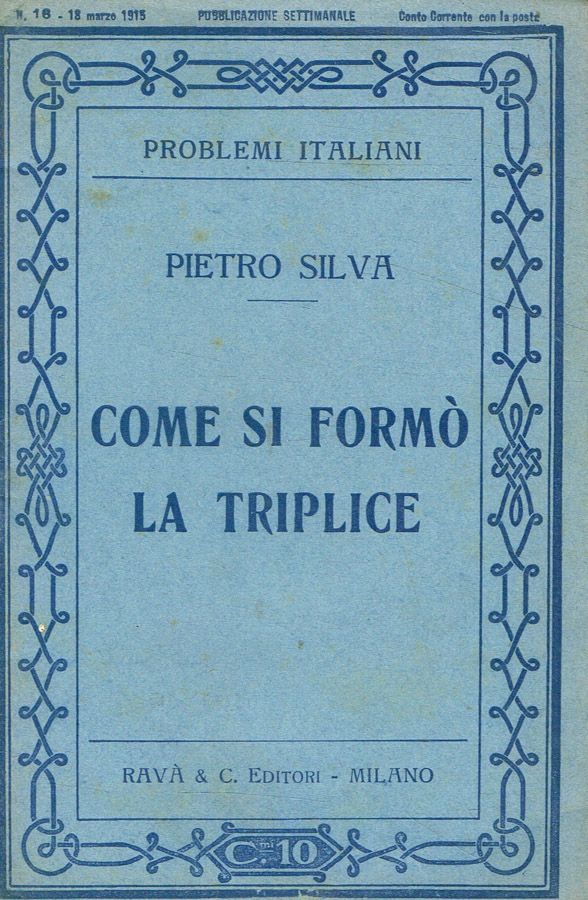 N. 16 - 18 marzo 1915 PUBBLICAZIONE SETTIMANALE Conto Corrente con la posta
PROBLEMI ITALIANI
PIETRO SILVA
COME SI FORMÒ
LA TRIPLICE
RAVÀ & C. EDITORI - MILANO
C.mi 10